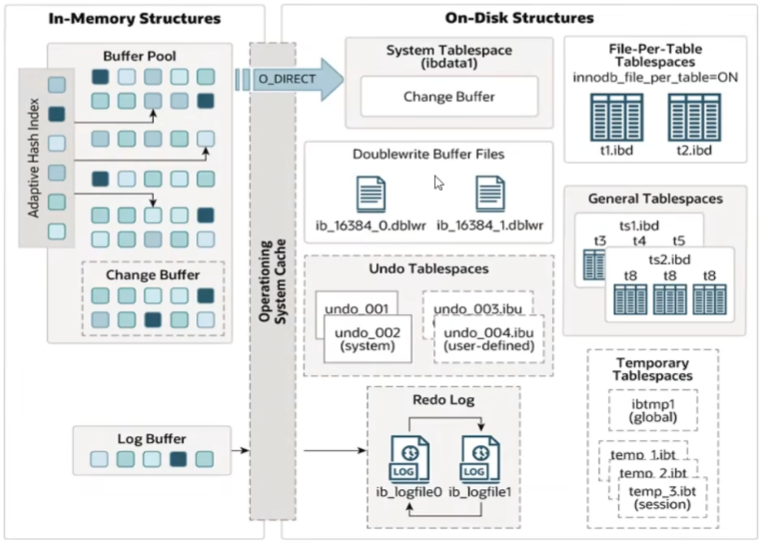 In-Memory Structures
Buffer Pool
Adaptive Hash Index
Change Buffer
Log Buffer
Operationing
System Cache
O_DIRECT
On-Disk Structures
System Tablespace
(ibdata1)
Change Buffer
Doublewrite Buffer Files
ib_16384_0.dblwr
ib_16384_1.dblwr
Undo Tablespaces
undo_001
undo_002
(system)
undo_003.ibu
undo_004.ibu
(user-defined)
Redo Log
LOG
LOG
ib_logfile0
ib_logfile1
File-Per-Table
Tablespaces
innodb_file_per_table=ON
t1.ibd
t2.ibd
General Tablespaces
ts1.ibd
t3 t4 t5
ts2.ibd
t8 t8 t8
Temporary
Tablespaces
ibtmp1
(global)
temp_1.ibt
temp_2.ibt
temp_3.ibt
(session)